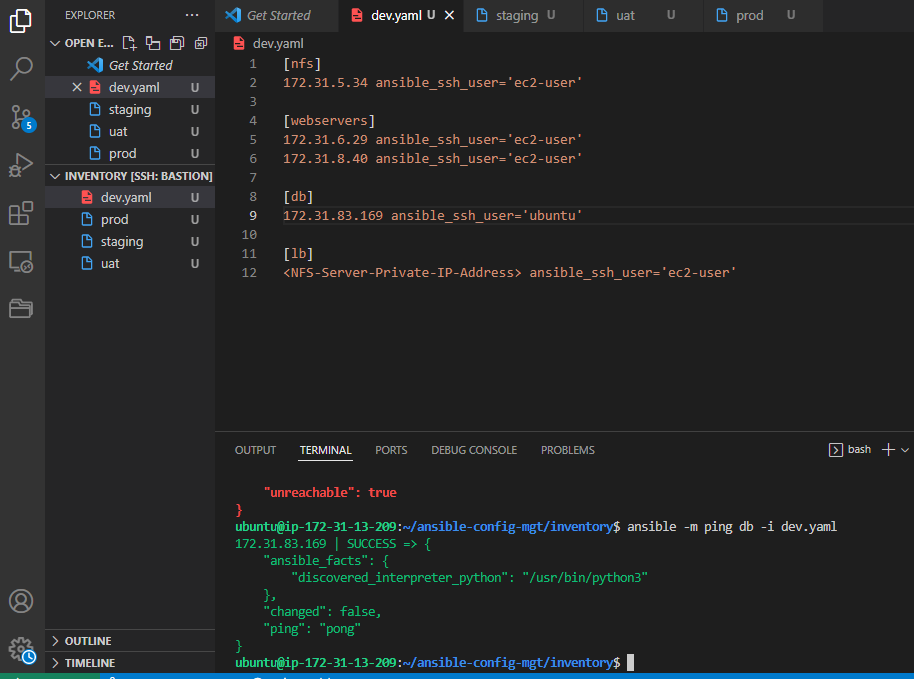 EXPLORER
Get Started
dev.yaml U
staging U
uat U
prod U
OPEN E...
Get Started
dev.yaml U
staging U
uat U
prod U
INVENTORY [SSH: BASTION]
dev.yaml U
prod U
staging U
uat U
5
OUTLINE
TIMELINE
dev.yaml
1 [nfs]
2 172.31.5.34 ansible_ssh_user='ec2-user'
3
4 [webservers]
5 172.31.6.29 ansible_ssh_user='ec2-user'
6 172.31.8.40 ansible_ssh_user='ec2-user'
7
8 [db]
9 172.31.83.169 ansible_ssh_user='ubuntu'
10
11 [lb]
12 <NFS-Server-Private-IP-Address> ansible_ssh_user='ec2-user'
OUTPUT TERMINAL PORTS DEBUG CONSOLE PROBLEMS
bash
"unreachable": true
}
ubuntu@ip-172-31-13-209:~/ansible-config-mgt/inventory$ ansible -m ping db -i dev.yaml
172.31.83.169 | SUCCESS => {
"ansible_facts": {
"discovered_interpreter_python": "/usr/bin/python3"
},
"changed": false,
"ping": "pong"
}
ubuntu@ip-172-31-13-209:~/ansible-config-mgt/inventory$